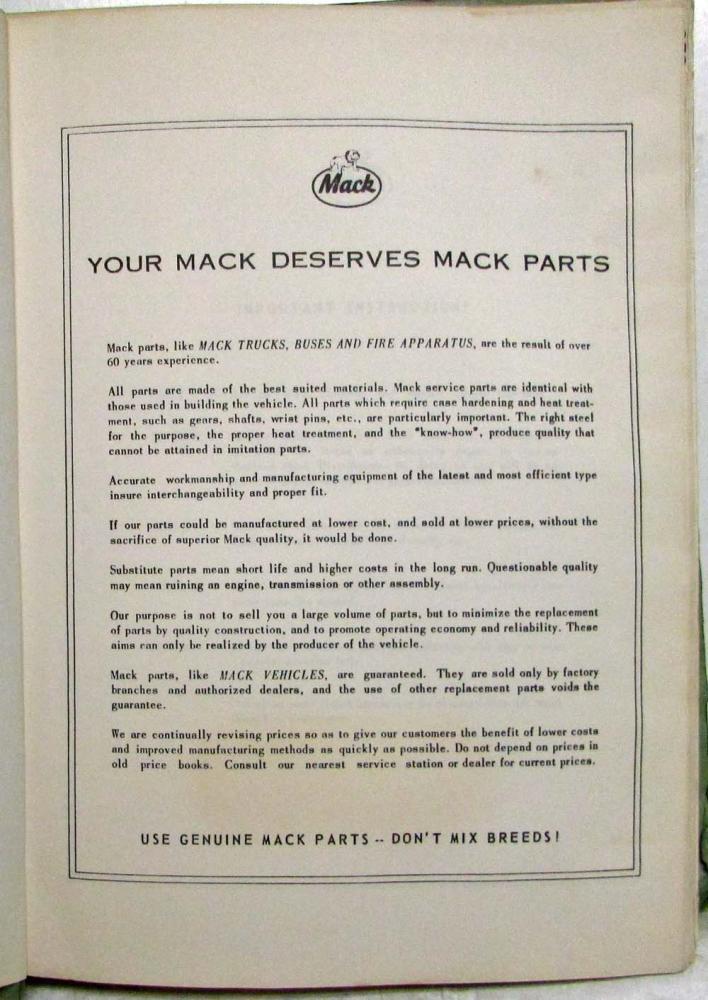 Mack
YOUR MACK DESERVES MACK PARTS
Mack parts, like MACK TRUCKS, BUSES AND FIRE APPARATUS, are the result of over
60 years experience.
All parts are made of the best suited materials. Mack service parts are identical with
those used in building the vehicle. All parts which require case hardening and heat treat-
ment, such as gears, shafts, wrist pins, etc., are particularly important. The right steel
for the purpose, the proper heat treatment, and the "know-how", produce quality that
cannot be attained in imitation parts.
Accurate workmanship and manufacturing equipment of the latest and most efficient type
insure interchangeability and proper fit.
If our parts could be manufactured at lower cost, and sold at lower prices, without the
sacrifice of superior Mack quality, it would be done.
Substitute parts mean short life and higher costs in the long run. Questionable quality
may mean ruining an engine, transmission or other assembly.
Our purpose is not to sell you a large volume of parts, but to minimize the replacement
of parts by quality construction, and to promote operating economy and reliability. These
aims can only be realized by the producer of the vehicle.
Mack parts, like MACK VEHICLES, are guaranteed. They are sold only by factory
branches and authorized dealers, and the use of other replacement parts voids the
guarantee.
We are continually revising prices so as to give our customers the benefit of lower costs
and improved manufacturing methods as quickly as possible. Do not depend on prices in
old price books. Consult our nearest service station or dealer for current prices.
USE GENUINE MACK PARTS -- DON'T MIX BREEDS!